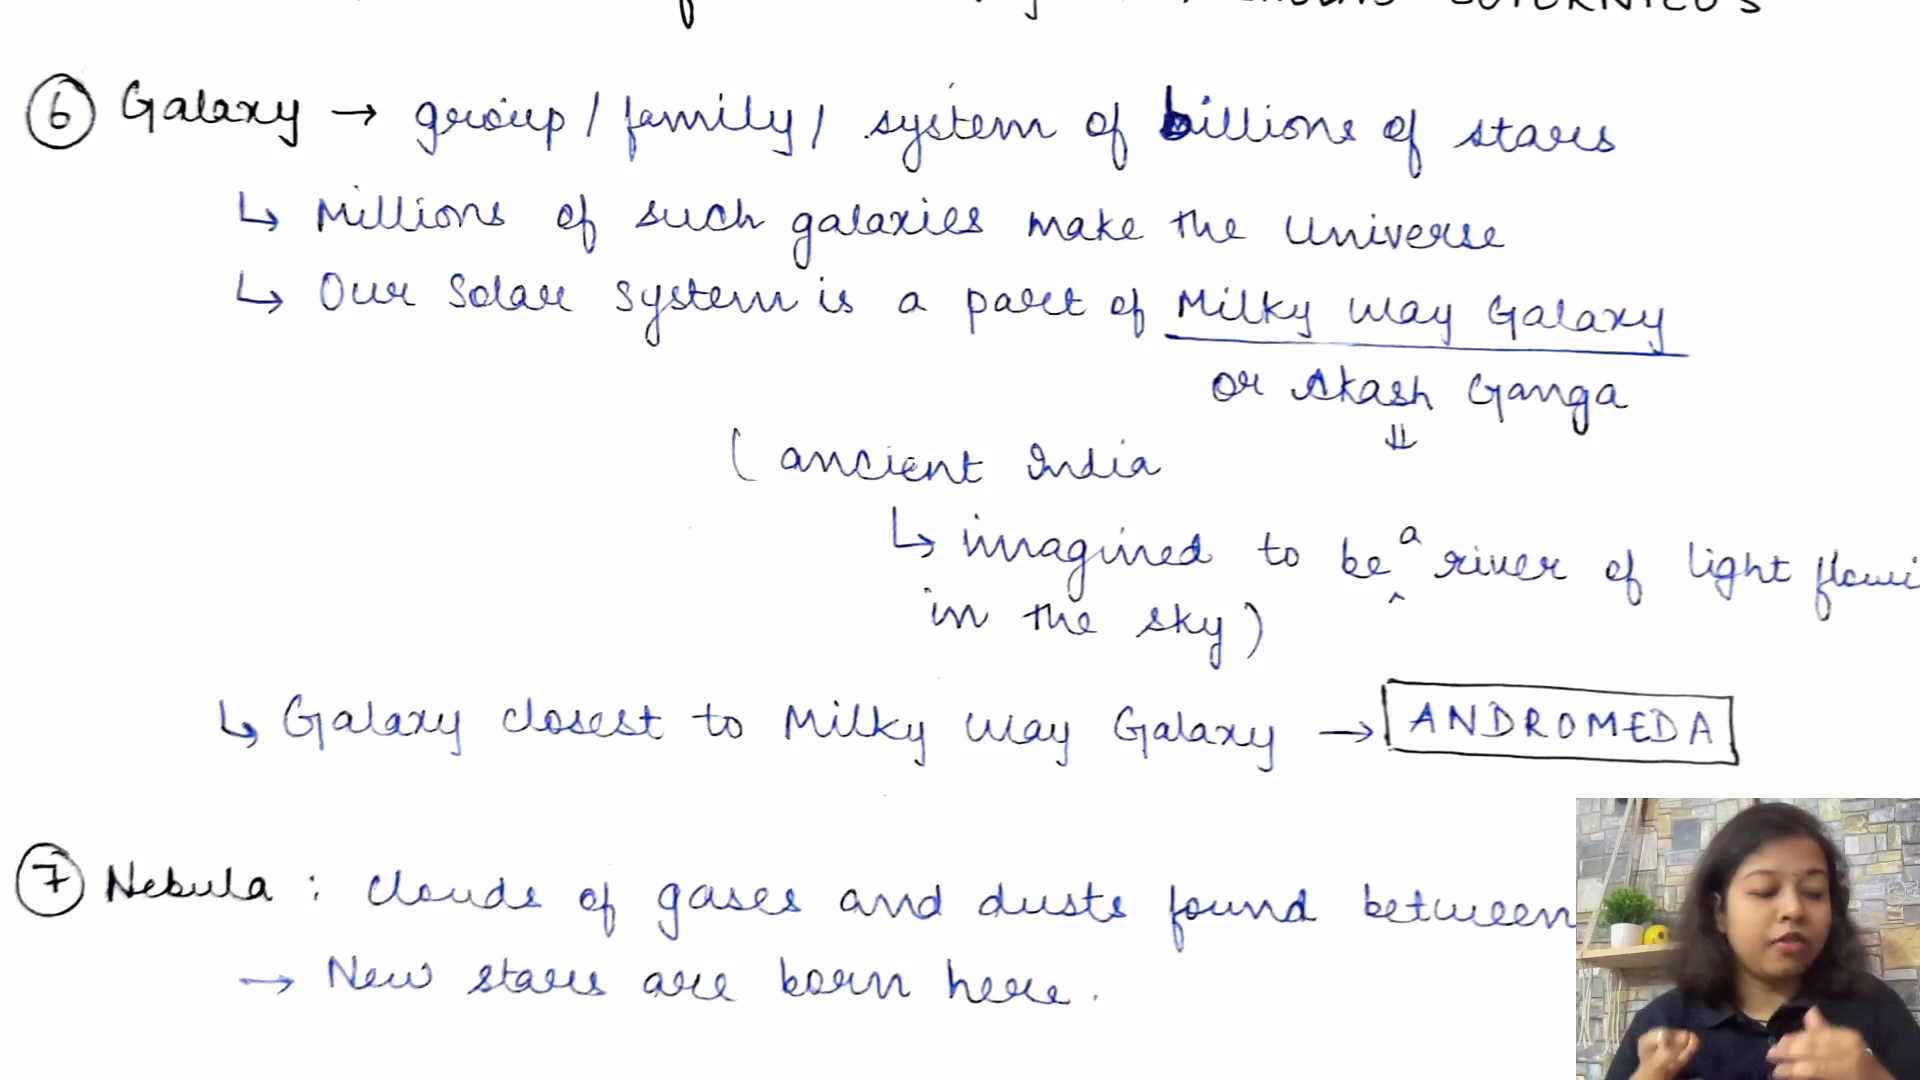 COPERNICUS
6 Galaxy → group / family / system of billions of stars
↳ Millions of such galaxies make the Universe
↳ Our Solar System is a part of Milky Way Galaxy
or Akash Ganga
⇓
( ancient India
↳ imagined to be a river of light
in the sky )
↳ Galaxy closest to Milky Way Galaxy → ANDROMEDA
7 Nebula : Clouds of gases and dusts found between
→ New stars are born here.